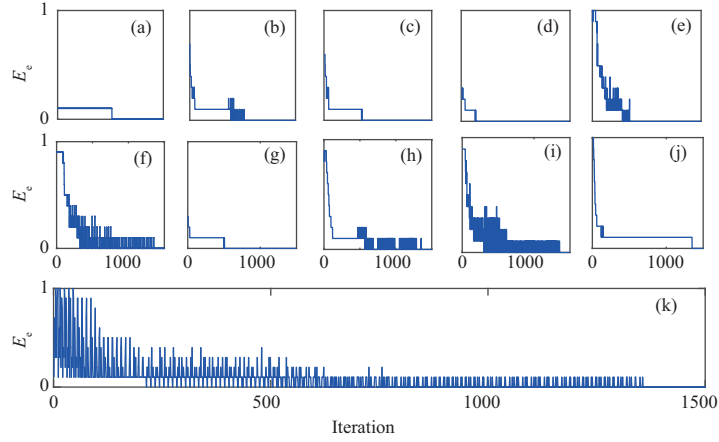 1 (a) (b) (c) (d) (e)
E_e
0
1 (f) (g) (h) (i) (j)
E_e
0
0 1000 0 1000 0 1000 0 1000 0 1000
1 (k)
E_e
0
0 500 1000 1500
Iteration